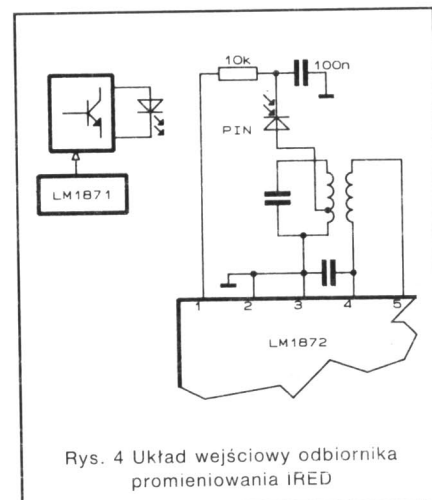 10k
100n
PIN
LM1871
1
2
3
4
5
LM1872
Rys. 4 Układ wejściowy odbiornika
promieniowania IRED